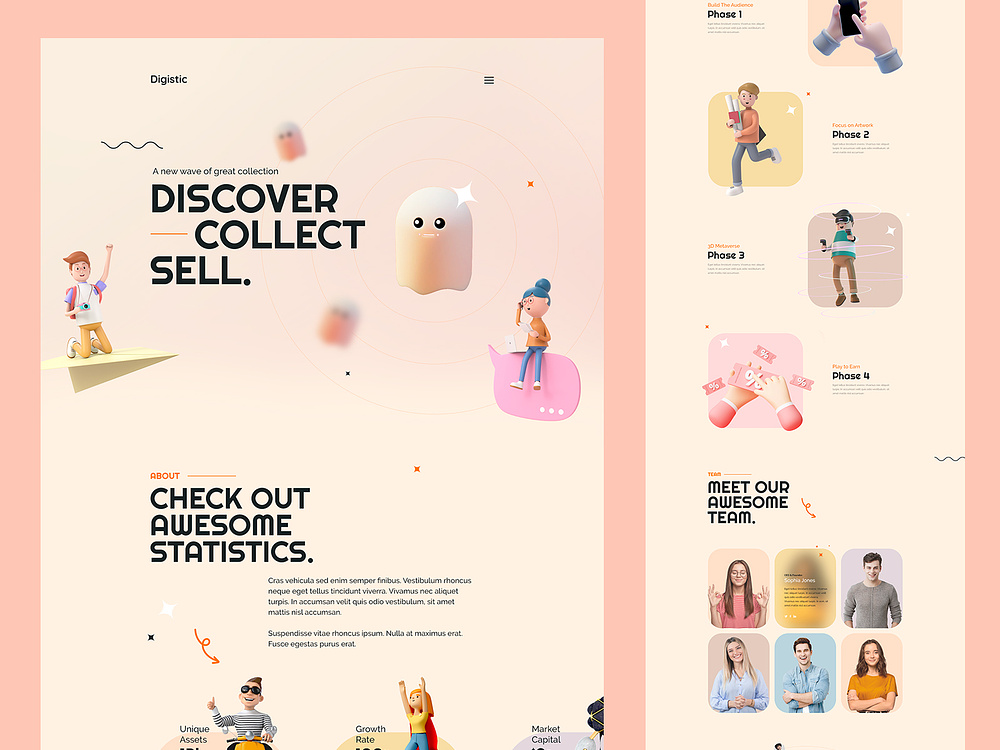 Digistic
A new wave of great collection
DISCOVER
COLLECT
SELL.
ABOUT
CHECK OUT
AWESOME
STATISTICS.
Cras vehicula sed enim semper finibus. Vestibulum rhoncus
neque eget tellus tincidunt viverra. Vivamus nec aliquet
turpis. In accumsan velit quis odio vestibulum, sit amet
mattis nisl accumsan.
Suspendisse vitae rhoncus ipsum. Nulla at maximus erat.
Fusce egestas purus erat.
Unique
Assets
Growth
Rate
Market
Capital
Build The Audience
Phase 1
Focus on Artwork
Phase 2
3D Metaverse
Phase 3
Play to Earn
Phase 4
%
%
%
%
TEAM
MEET OUR
AWESOME
TEAM.
Sophia Jones